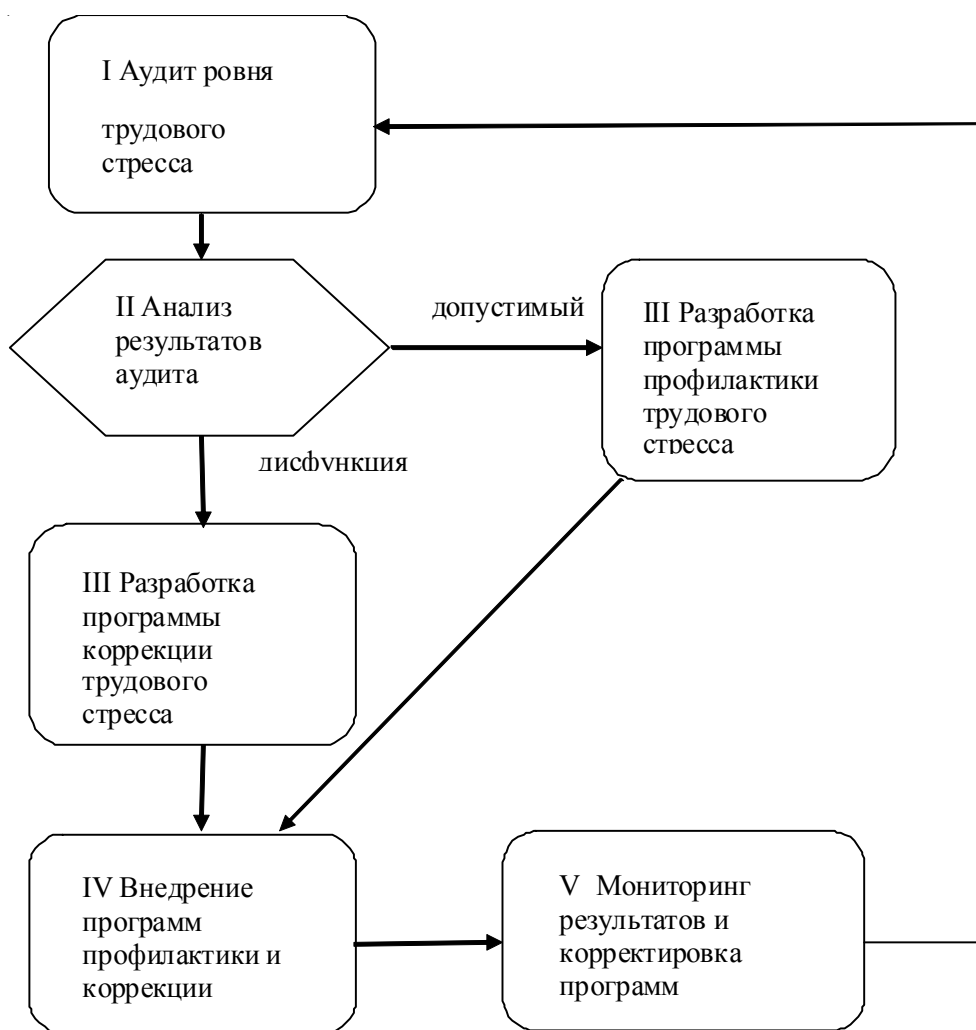 I Аудит ровня
трудового
стресса
II Анализ
результатов
аудита
допустимый
III Разработка
программы
профилактики
трудового
стресса
дисфункция
III Разработка
программы
коррекции
трудового
стресса
IV Внедрение
программ
профилактики и
коррекции
V Мониторинг
результатов и
корректировка
программ